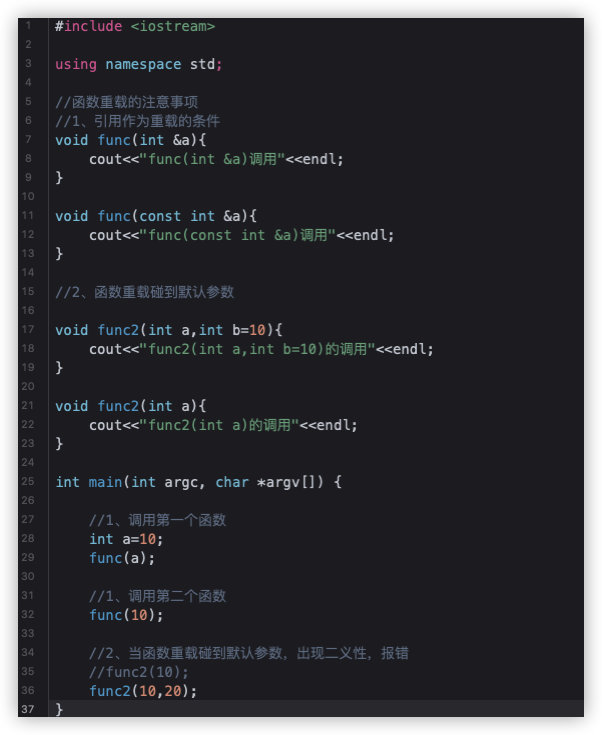 1 #include <iostream>
2
3 using namespace std;
4
5 //函数重载的注意事项
6 //1、引用作为重载的条件
7 void func(int &a){
8     cout<<"func(int &a)调用"<<endl;
9 }
10
11 void func(const int &a){
12     cout<<"func(const int &a)调用"<<endl;
13 }
14
15 //2、函数重载碰到默认参数
16
17 void func2(int a,int b=10){
18     cout<<"func2(int a,int b=10)的调用"<<endl;
19 }
20
21 void func2(int a){
22     cout<<"func2(int a)的调用"<<endl;
23 }
24
25 int main(int argc, char *argv[]) {
26
27     //1、调用第一个函数
28     int a=10;
29     func(a);
30
31     //1、调用第二个函数
32     func(10);
33
34     //2、当函数重载碰到默认参数，出现二义性，报错
35     //func2(10);
36     func2(10,20);
37 }